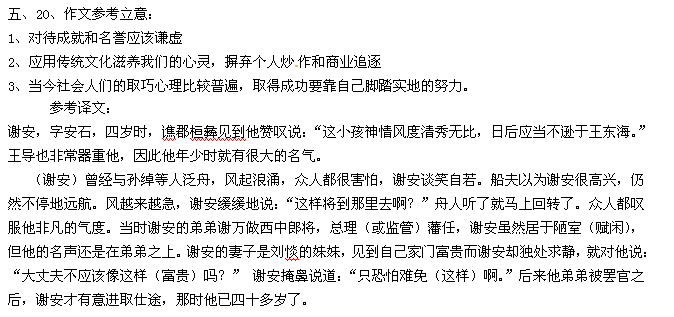 五、20、作文参考立意：
1、对待成就和名誉应该谦虚
2、应用传统文化滋养我们的心灵，摒弃个人炒.作和商业追逐
3、当今社会人们的取巧心理比较普遍，取得成功要靠自己脚踏实地的努力。
参考译文：
谢安，字安石，四岁时，谯郡桓彝见到他赞叹说：“这小孩神情风度清秀无比，日后应当不逊于王东海。”
王导也非常器重他，因此他年少时就有很大的名气。
（谢安）曾经与孙绰等人泛舟，风起浪涌，众人都很害怕，谢安谈笑自若。船夫以为谢安很高兴，仍
然不停地远航。风越来越急，谢安缓缓地说：“这样将到那里去啊？”舟人听了就马上回转了。众人都叹
服他非凡的气度。当时谢安的弟弟谢万做西中郎将，总理（或监管）藩任，谢安虽然居于陋室（赋闲），
但他的名声还是在弟弟之上。谢安的妻子是刘惔的妹妹，见到自己家门富贵而谢安却独处求静，就对他说：
“大丈夫不应该像这样（富贵）吗？” 谢安掩鼻说道：“只恐怕难免（这样）啊。”后来他弟弟被罢官之
后，谢安才有意进取仕途，那时他已四十多岁了。